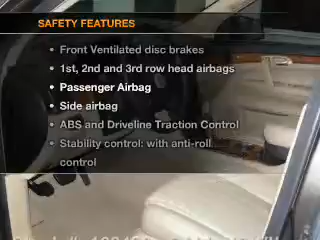 SAFETY FEATURES
• Front Ventilated disc brakes
• 1st, 2nd and 3rd row head airbags
• Passenger Airbag
• Side airbag
• ABS and Driveline Traction Control
• Stability control: with anti-roll
control